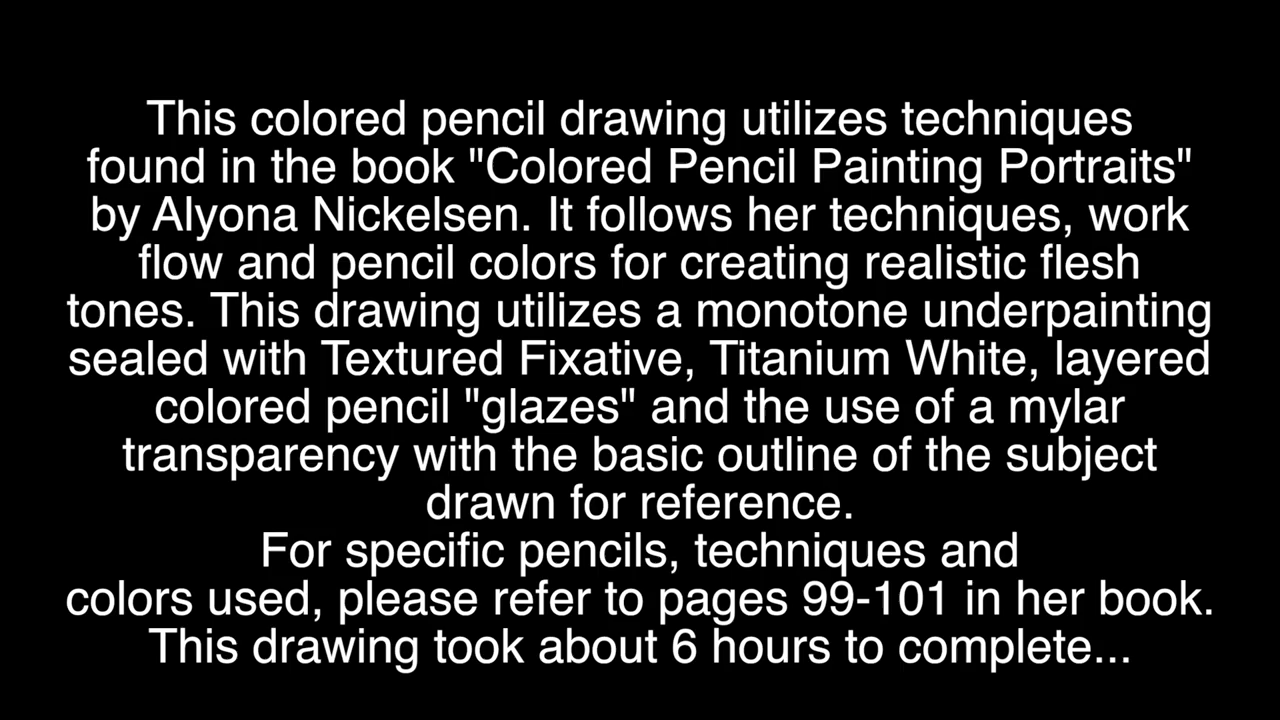 This colored pencil drawing utilizes techniques
found in the book "Colored Pencil Painting Portraits"
by Alyona Nickelsen. It follows her techniques, work
flow and pencil colors for creating realistic flesh
tones. This drawing utilizes a monotone underpainting
sealed with Textured Fixative, Titanium White, layered
colored pencil "glazes" and the use of a mylar
transparency with the basic outline of the subject
drawn for reference.
For specific pencils, techniques and
colors used, please refer to pages 99-101 in her book.
This drawing took about 6 hours to complete...